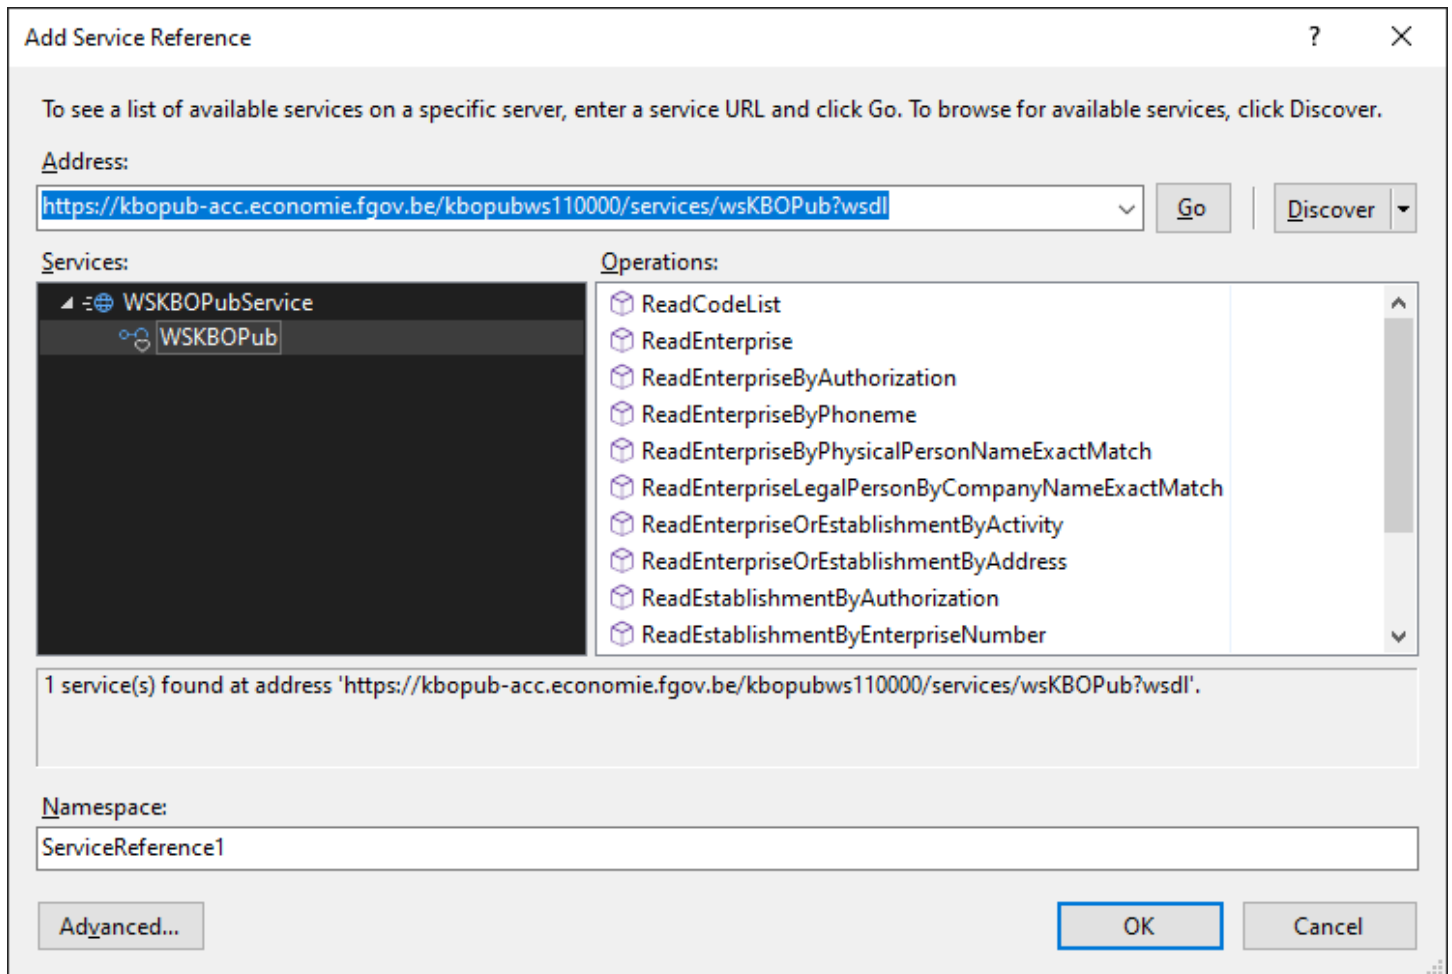 Add Service Reference
?
To see a list of available services on a specific server, enter a service URL and click Go. To browse for available services, click Discover.
Address:
https://kbopub-acc.economie.fgov.be/kbopubws110000/services/wsKBOPub?wsdl
Go
Discover
Services:
Operations:
WSKBOPubService
WSKBOPub
ReadCodeList
ReadEnterprise
ReadEnterpriseByAuthorization
ReadEnterpriseByPhoneme
ReadEnterpriseByPhysicalPersonNameExactMatch
ReadEnterpriseLegalPersonByCompanyNameExactMatch
ReadEnterpriseOrEstablishmentByActivity
ReadEnterpriseOrEstablishmentByAddress
ReadEstablishmentByAuthorization
ReadEstablishmentByEnterpriseNumber
1 service(s) found at address 'https://kbopub-acc.economie.fgov.be/kbopubws110000/services/wsKBOPub?wsdl'.
Namespace:
ServiceReference1
Advanced...
OK
Cancel